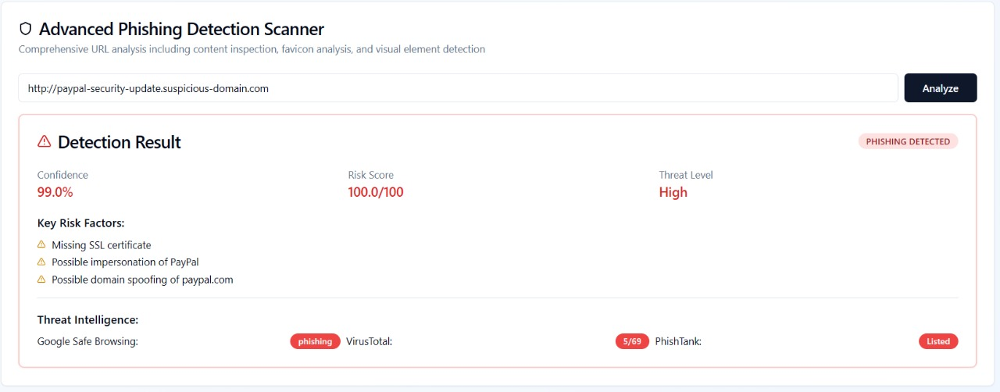 Advanced Phishing Detection Scanner
Comprehensive URL analysis including content inspection, favicon analysis, and visual element detection
http://paypal-security-update.suspicious-domain.com Analyze
Detection Result PHISHING DETECTED
Confidence Risk Score Threat Level
99.0% 100.0/100 High
Key Risk Factors:
Missing SSL certificate
Possible impersonation of PayPal
Possible domain spoofing of paypal.com
Threat Intelligence:
Google Safe Browsing: phishing VirusTotal: 5/69 PhishTank: Listed